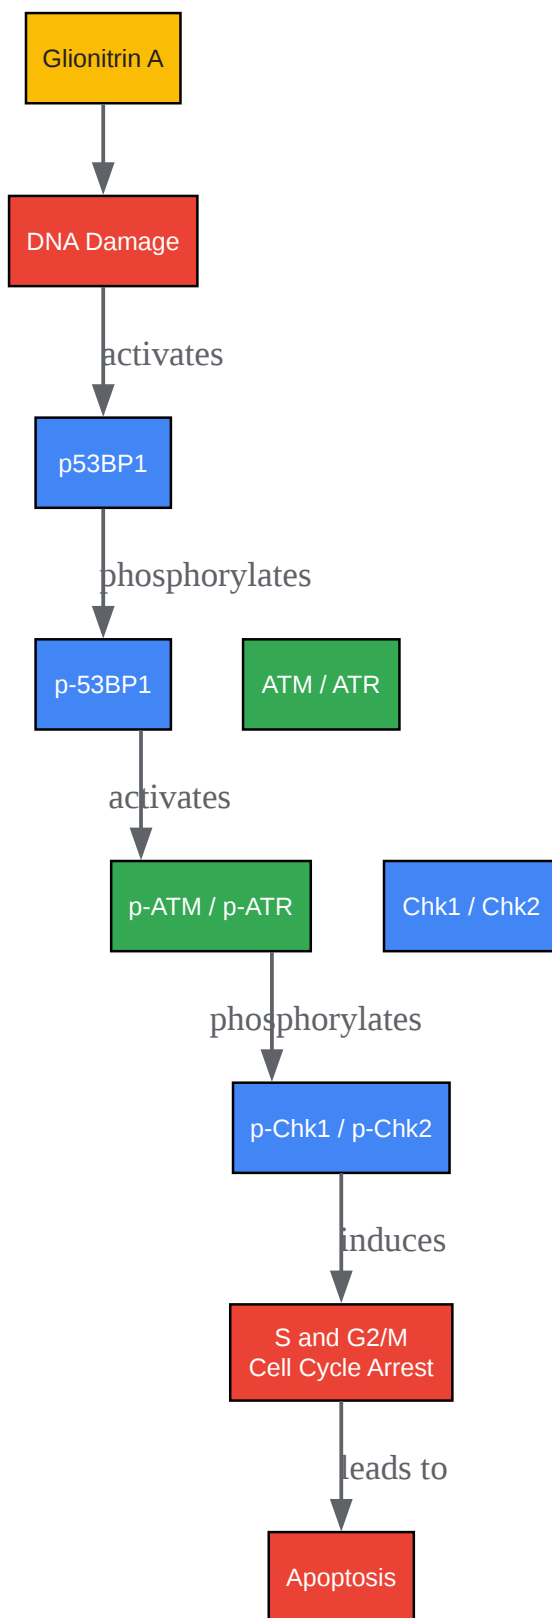 Glionitrin A
DNA Damage
activates
p53BP1
phosphorylates
p-53BP1
ATM / ATR
activates
p-ATM / p-ATR
Chk1 / Chk2
phosphorylates
p-Chk1 / p-Chk2
induces
S and G2/M
Cell Cycle Arrest
leads to
Apoptosis